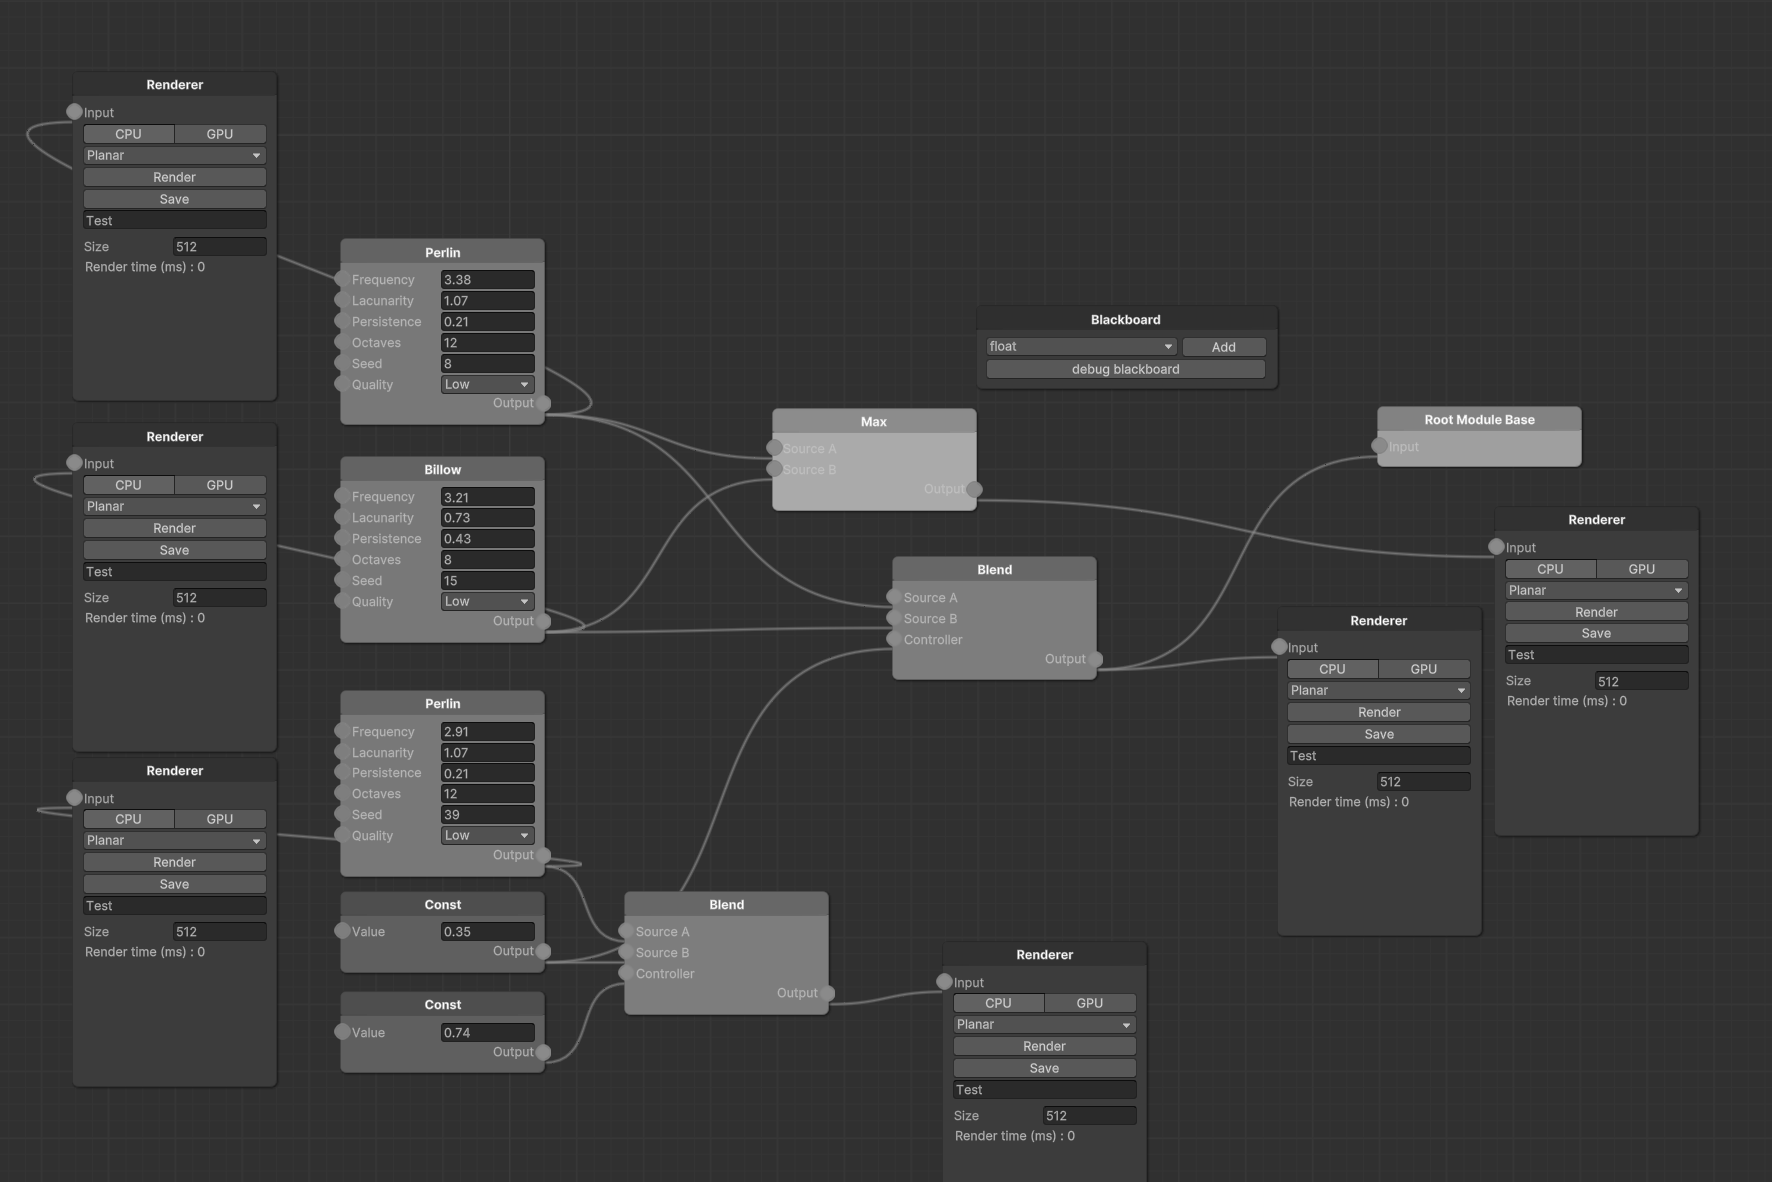 Renderer
Input
CPU GPU
Planar
Render
Save
Test
Size 512
Render time (ms) : 0
Renderer
Input
CPU GPU
Planar
Render
Save
Test
Size 512
Render time (ms) : 0
Renderer
Input
CPU GPU
Planar
Render
Save
Test
Size 512
Render time (ms) : 0
Perlin
Frequency 3.38
Lacunarity 1.07
Persistence 0.21
Octaves 12
Seed 8
Quality Low
Output
Billow
Frequency 3.21
Lacunarity 0.73
Persistence 0.43
Octaves 8
Seed 15
Quality Low
Output
Perlin
Frequency 2.91
Lacunarity 1.07
Persistence 0.21
Octaves 12
Seed 39
Quality Low
Output
Const
Value 0.35
Output
Const
Value 0.74
Output
Blend
Source A
Source B
Controller
Output
Max
Source A
Source B
Output
Blend
Source A
Source B
Controller
Output
Blackboard
float Add
debug blackboard
Renderer
Input
CPU GPU
Planar
Render
Save
Test
Size 512
Render time (ms) : 0
Root Module Base
Input
Renderer
Input
CPU GPU
Planar
Render
Save
Test
Size 512
Render time (ms) : 0
Renderer
Input
CPU GPU
Planar
Render
Save
Test
Size 512
Render time (ms) : 0